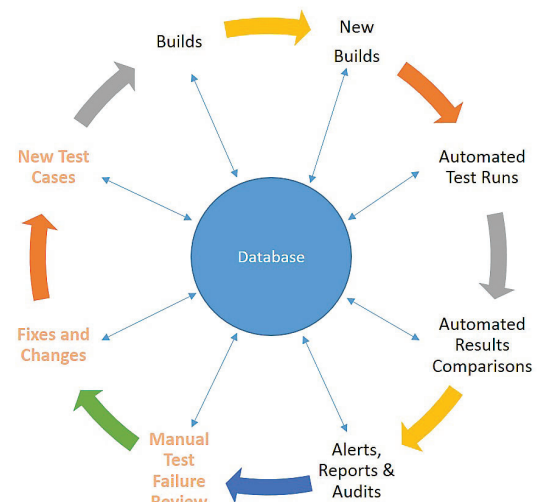 Builds
New
Builds
Automated
Test Runs
Automated
Results
Comparisons
Alerts,
Reports &
Audits
Manual
Test
Failure
Review
Fixes and
Changes
New Test
Cases
Database